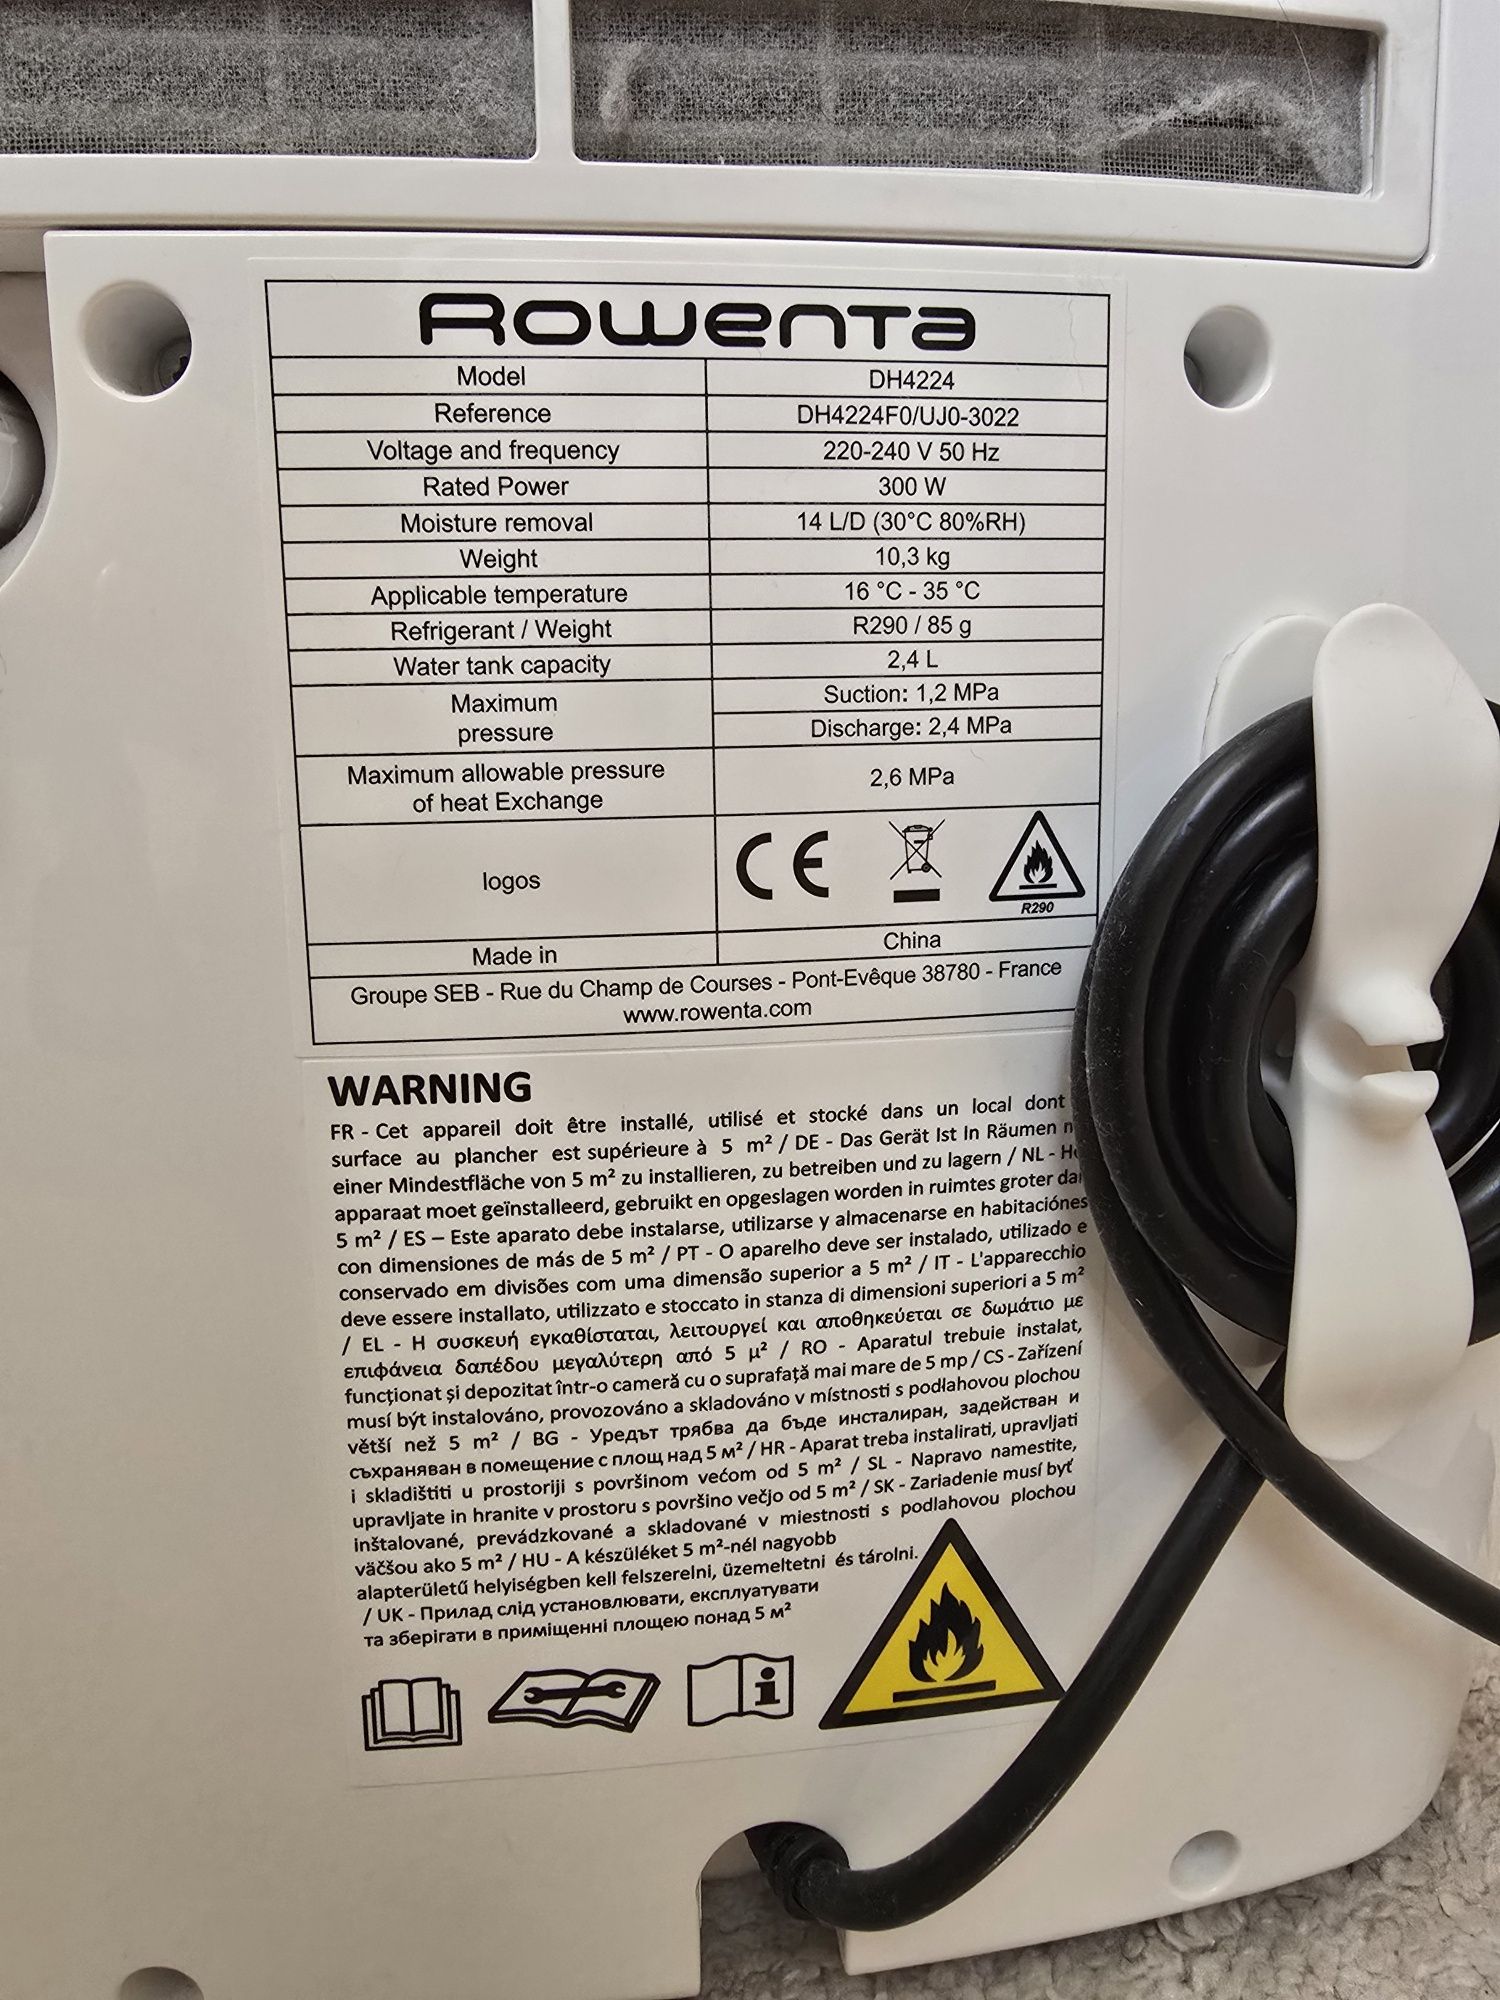 ROWENTA
Model DH4224
Reference DH4224F0/UJ0-3022
Voltage and frequency 220-240 V 50 Hz
Rated Power 300 W
Moisture removal 14 L/D (30°C 80%RH)
Weight 10,3 kg
Applicable temperature 16 °C - 35 °C
Refrigerant / Weight R290 / 85 g
Water tank capacity 2,4 L
Maximum Suction: 1,2 MPa
pressure Discharge: 2,4 MPa
Maximum allowable pressure 2,6 MPa
of heat Exchange
logos CE
R290
Made in China
Groupe SEB - Rue du Champ de Courses - Pont-Evêque 38780 - France
www.rowenta.com
WARNING
FR - Cet appareil doit être installé, utilisé et stocké dans un local dont
surface au plancher est supérieure à 5 m² / DE - Das Gerät Ist In Räumen
einer Mindestfläche von 5 m² zu installieren, zu betreiben und zu lagern / NL -
apparaat moet geïnstalleerd, gebruikt en opgeslagen worden in ruimtes groter
5 m² / ES – Este aparato debe instalarse, utilizarse y almacenarse en habitaciónes
con dimensiones de más de 5 m² / PT - O aparelho deve ser instalado, utilizado e
conservado em divisões com uma dimensão superior a 5 m² / IT - L'apparecchio
deve essere installato, utilizzato e stoccato in stanza di dimensioni superiori a 5 m²
/ EL - Η συσκευή εγκαθίσταται, λειτουργεί και αποθηκεύεται σε δωμάτιο με
επιφάνεια δαπέδου μεγαλύτερη από 5 μ² / RO - Aparatul trebuie instalat,
funcționat și depozitat într-o cameră cu o suprafață mai mare de 5 mp / CS - Zařízení
musí být instalováno, provozováno a skladováno v místnosti s podlahovou plochou
větší než 5 m² / BG - Уредът трябва да бъде инсталиран, задействан и
съхраняван в помещение с площ над 5 м² / HR - Aparat treba instalirati, upravljati
i skladištiti u prostoriji s površinom većom od 5 m² / SL - Napravo namestite,
upravljate in hranite v prostoru s površino večjo od 5 m² / SK - Zariadenie musí byť
inštalované, prevádzkované a skladované v miestnosti s podlahovou plochou
väčšou ako 5 m² / HU - A készüléket 5 m²-nél nagyobb
alapterületű helyiségben kell felszerelni, üzemeltetni és tárolni.
/ UK - Прилад слід установлювати, експлуатувати
та зберігати в приміщенні площею понад 5 м²